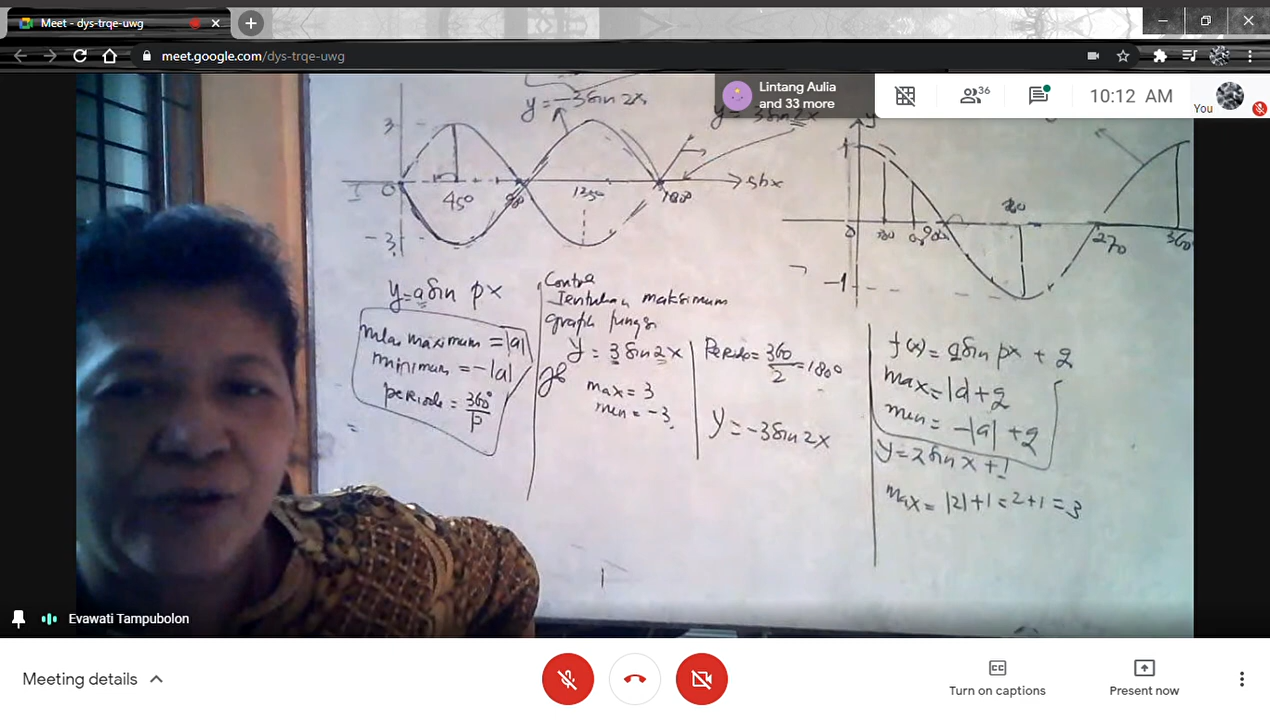 Meet - dys-trqe-uwg
meet.google.com/dys-trqe-uwg
Lintang Aulia
and 33 more
36
10:12 AM
You
y = -3 sin 2x
y = 3 sin 2x
3
0
-3
45°
90°
135°
180°
sb x
y
1
0
-1
270
360
y = a sin px
maximum = |a|
minimum = -|a|
periode = 360°/p
=
Contoh
Tentukan maksimum
graph fungsi
y = 3 sin 2x
max = 3
min = -3
Periode = 360/2 = 180°
y = -3 sin 2x
f(x) = a sin px + q
max = |a| + q
min = -|a| + q
y = 2 sin x + 1
max = |2| + 1 = 2 + 1 = 3
Evawati Tampubolon
Meeting details
Turn on captions
Present now